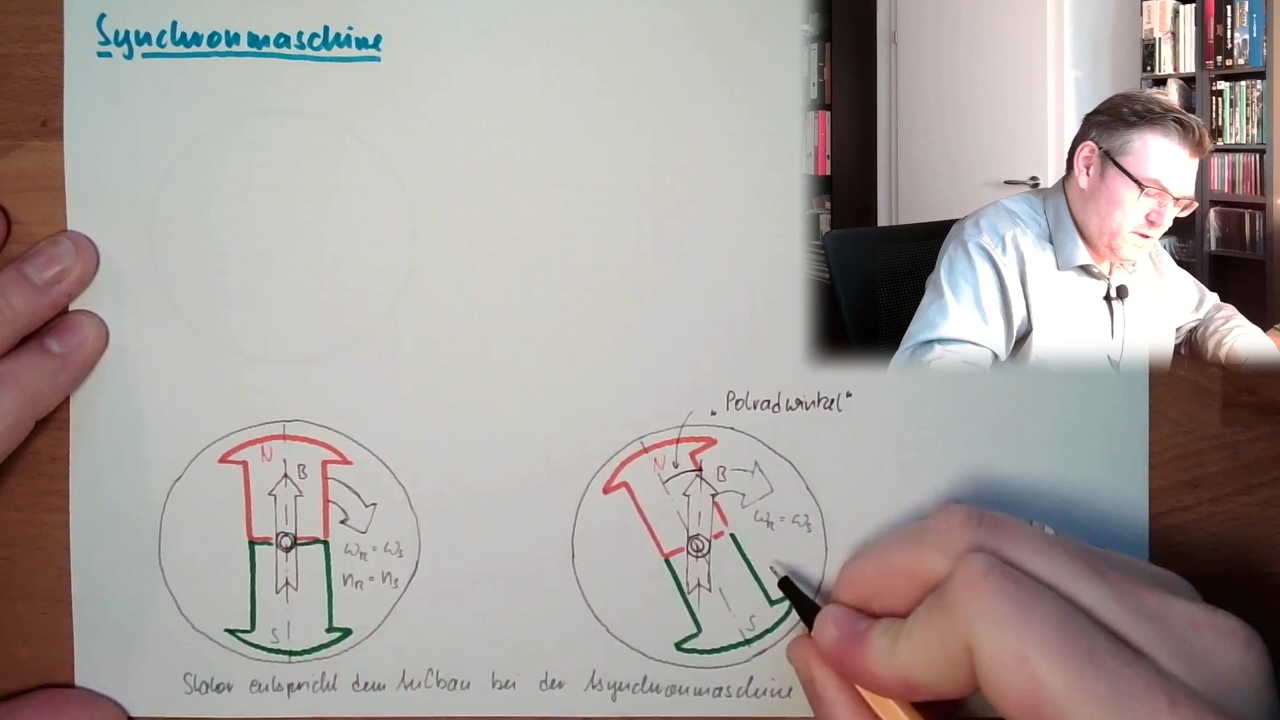 Synchronmaschine
„Polradwinkel"
N
B
ωR = ωS
nR = nS
S
N
B
ωR = ωS
S
Stator entspricht dem Aufbau bei der Asynchronmaschine